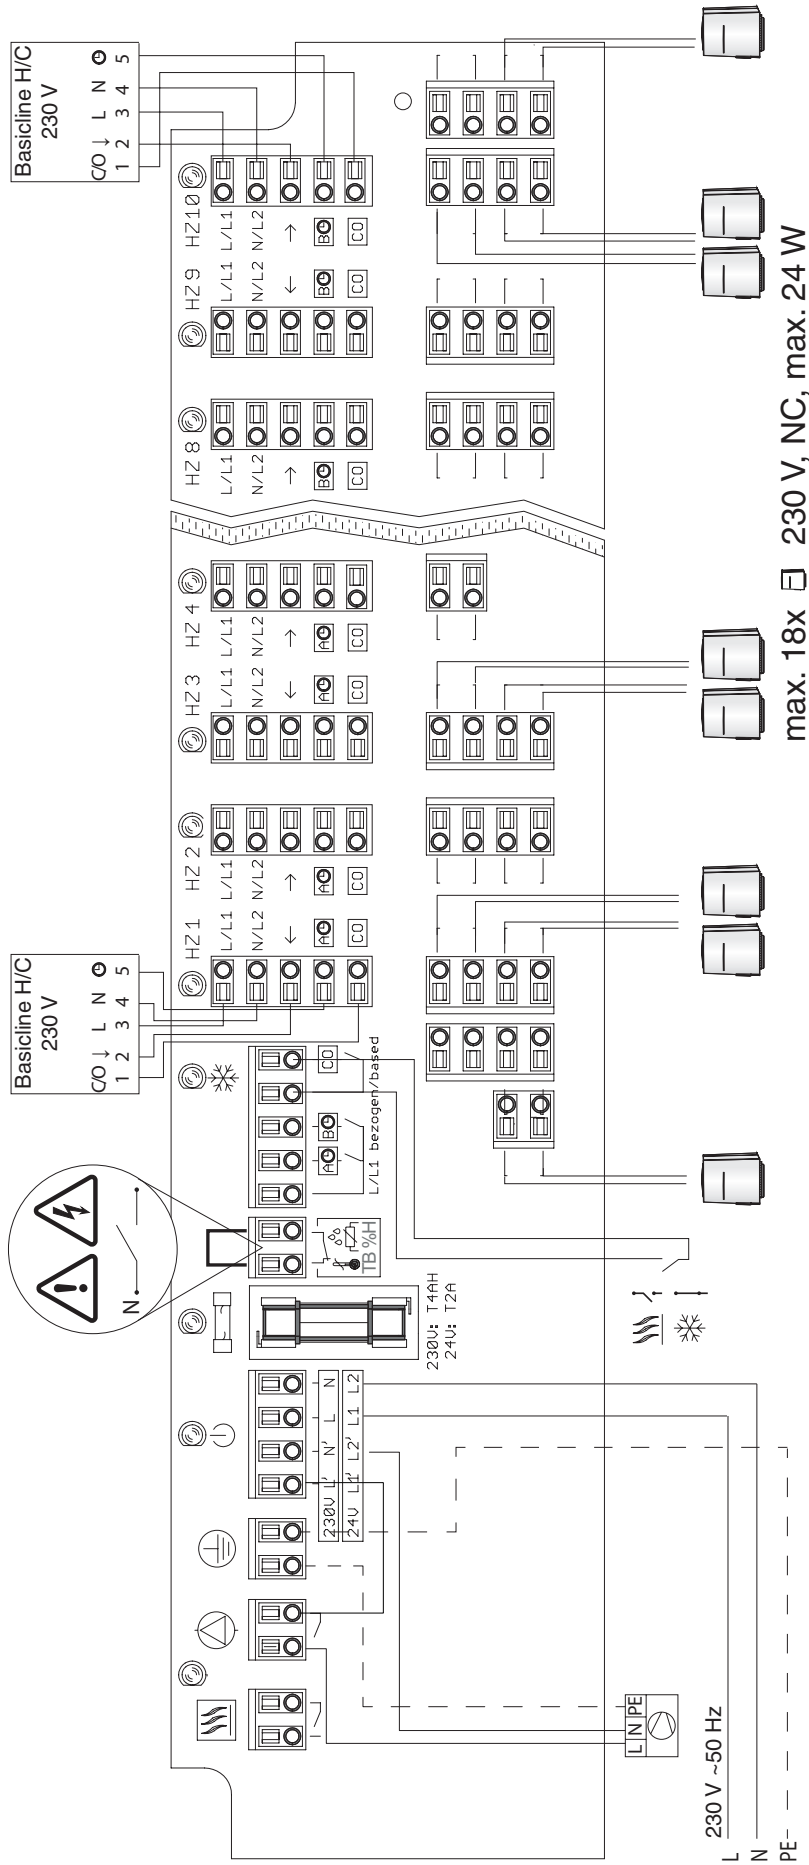 Basicline H/C
230 V
C/O ↓ L N
1 2 3 4 5
Basicline H/C
230 V
C/O ↓ L N
1 2 3 4 5
N
HZ1 HZ2 HZ3 HZ4 HZ8 HZ9 HZ10
L/L1 L/L1 L/L1 L/L1 L/L1 L/L1 L/L1
N/L2 N/L2 N/L2 N/L2 N/L2 N/L2 N/L2
← → ← → → ← →
A A A A B B B
CO CO CO CO CO CO CO
A B CO
L/L1 bezogen/based
TB %H
230V: T4AH
24V: T2A
230V L' N' L N
24V L1' L2' L1 L2
L N PE
230 V ~50 Hz
L
N
PE
max. 18x 230 V, NC, max. 24 W